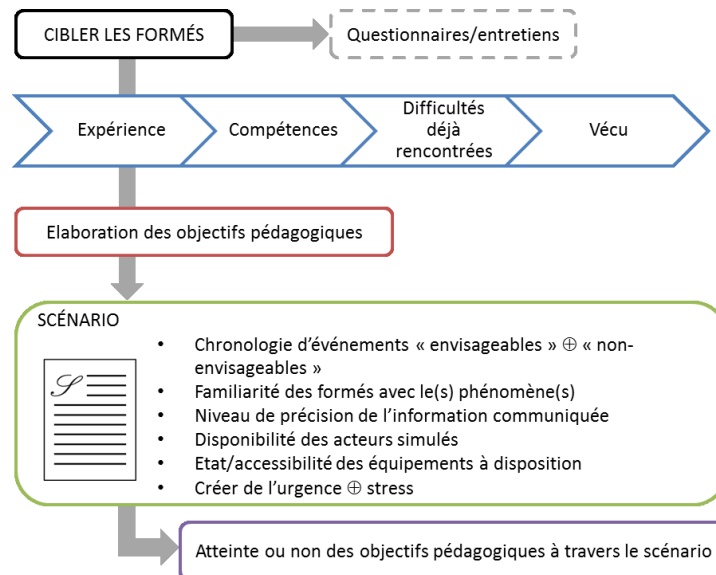 CIBLER LES FORMÉS
Questionnaires/entretiens
Expérience
Compétences
Difficultés
déjà
rencontrées
Vécu
Elaboration des objectifs pédagogiques
SCÉNARIO
• Chronologie d’événements « envisageables » ⊕ « non-
envisageables »
• Familiarité des formés avec le(s) phénomène(s)
• Niveau de précision de l’information communiquée
• Disponibilité des acteurs simulés
• Etat/accessibilité des équipements à disposition
• Créer de l’urgence ⊕ stress
Atteinte ou non des objectifs pédagogiques à travers le scénario